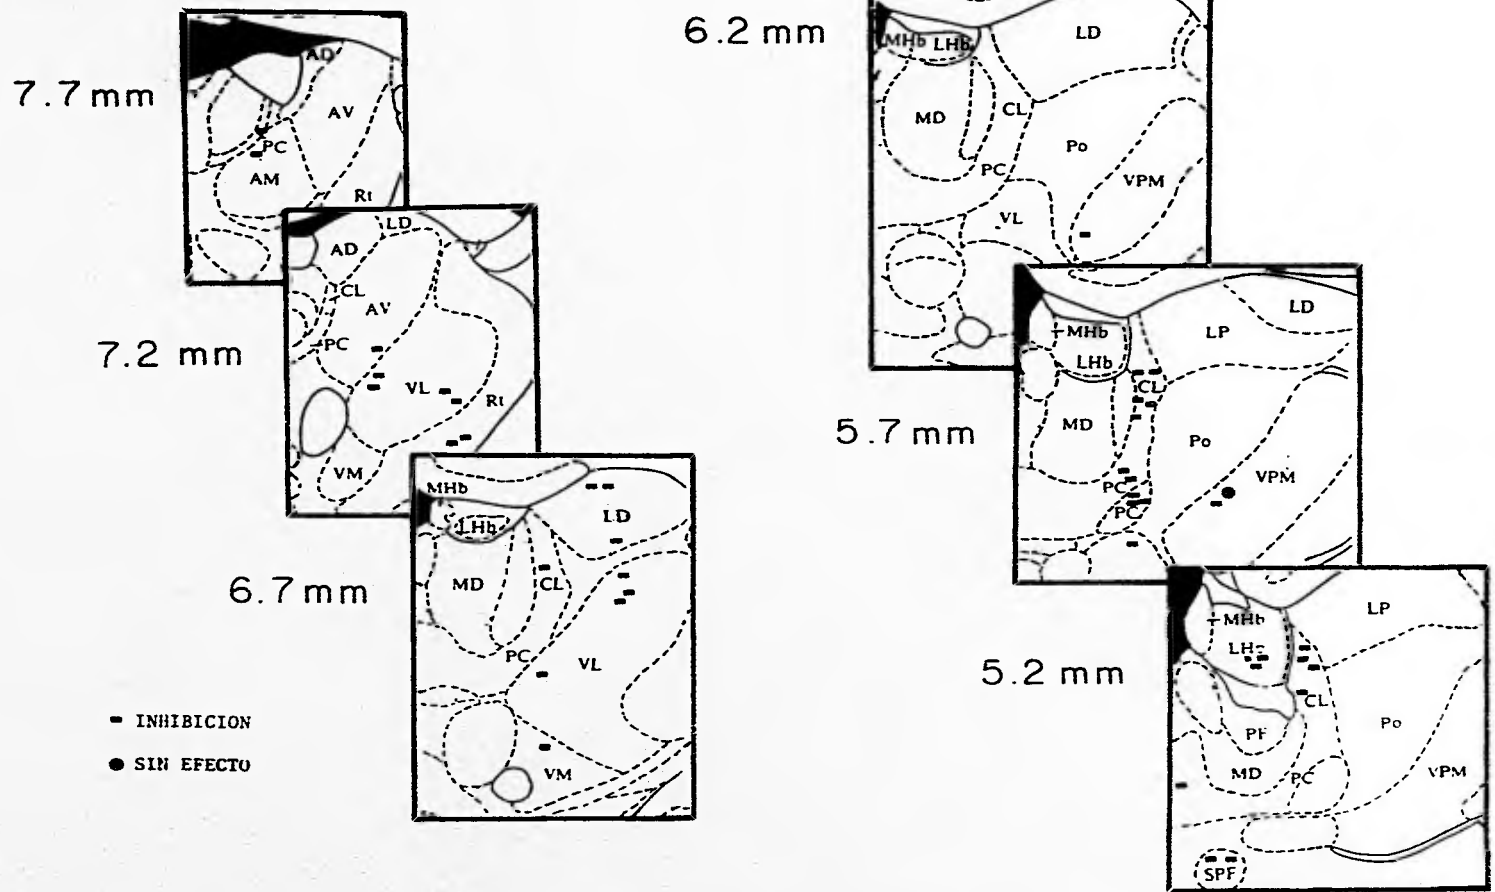 7.7 mm
AD
AV
PC
AM
Rt
7.2 mm
LD
AD
CL
AV
PC
VL
Rt
VM
6.7 mm
MHb
LHb
LD
MD
CL
PC
VL
VM
INHIBICION
SIN EFECTO
6.2 mm
MHb
LHb
LD
MD
CL
Po
PC
VPM
VL
5.7 mm
MHb
LHb
LP
LD
CL
MD
Po
VPM
PC
PC
5.2 mm
MHb
LP
CL
PF
Po
MD
PC
VPM
SPF